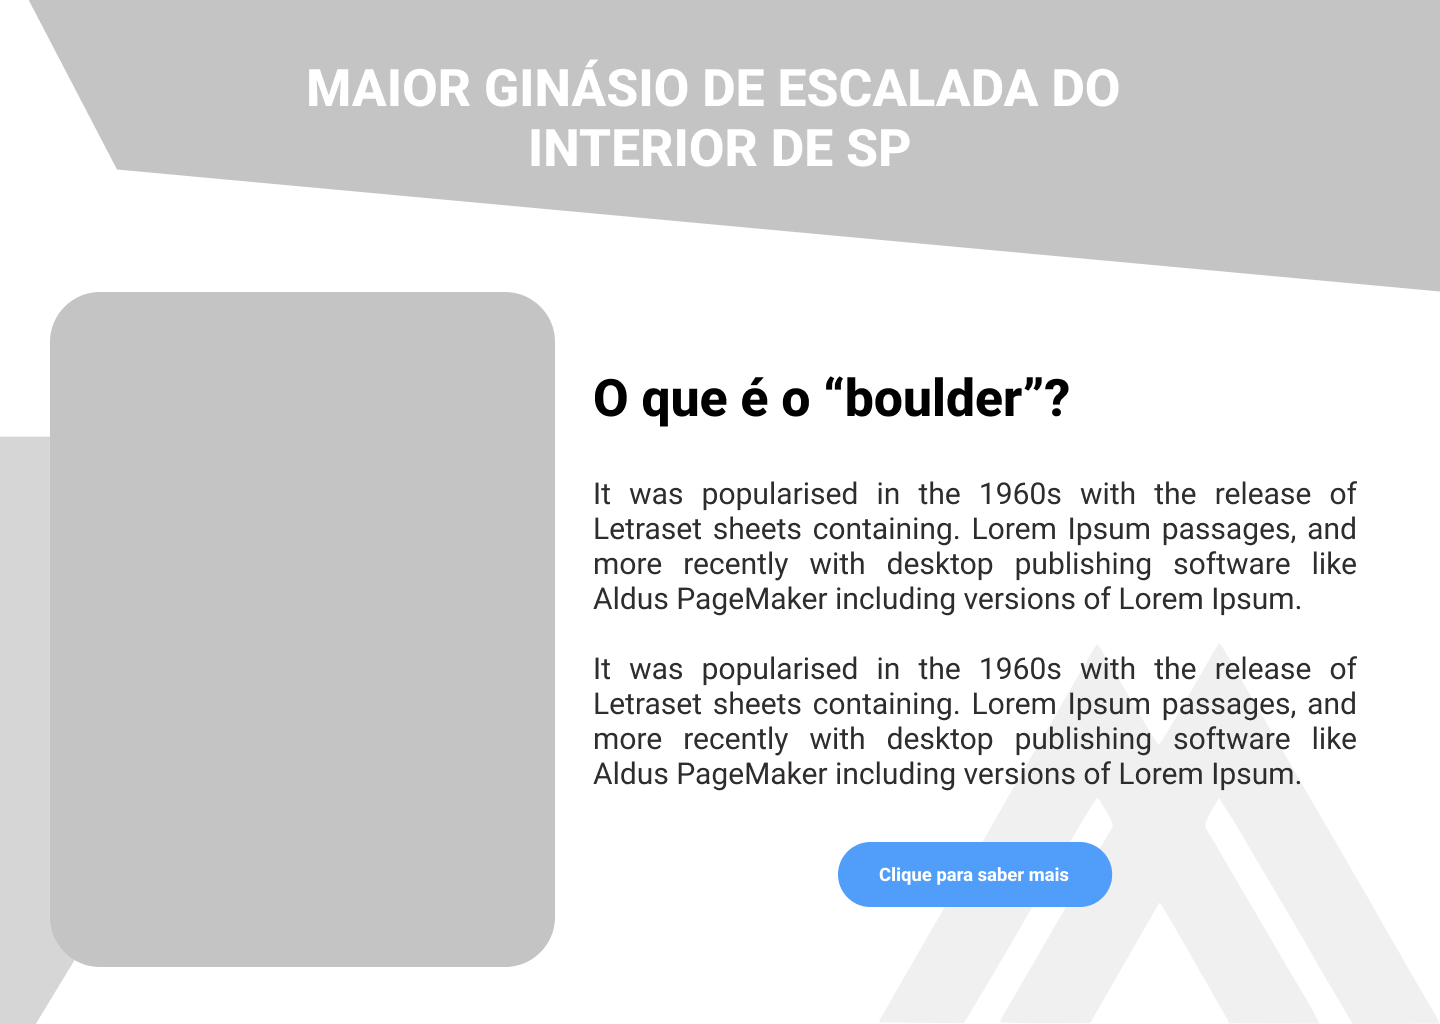 MAIOR GINÁSIO DE ESCALADA DO
INTERIOR DE SP
O que é o “boulder”?
It was popularised in the 1960s with the release of
Letraset sheets containing. Lorem Ipsum passages, and
more recently with desktop publishing software like
Aldus PageMaker including versions of Lorem Ipsum.
It was popularised in the 1960s with the release of
Letraset sheets containing. Lorem Ipsum passages, and
more recently with desktop publishing software like
Aldus PageMaker including versions of Lorem Ipsum.
Clique para saber mais